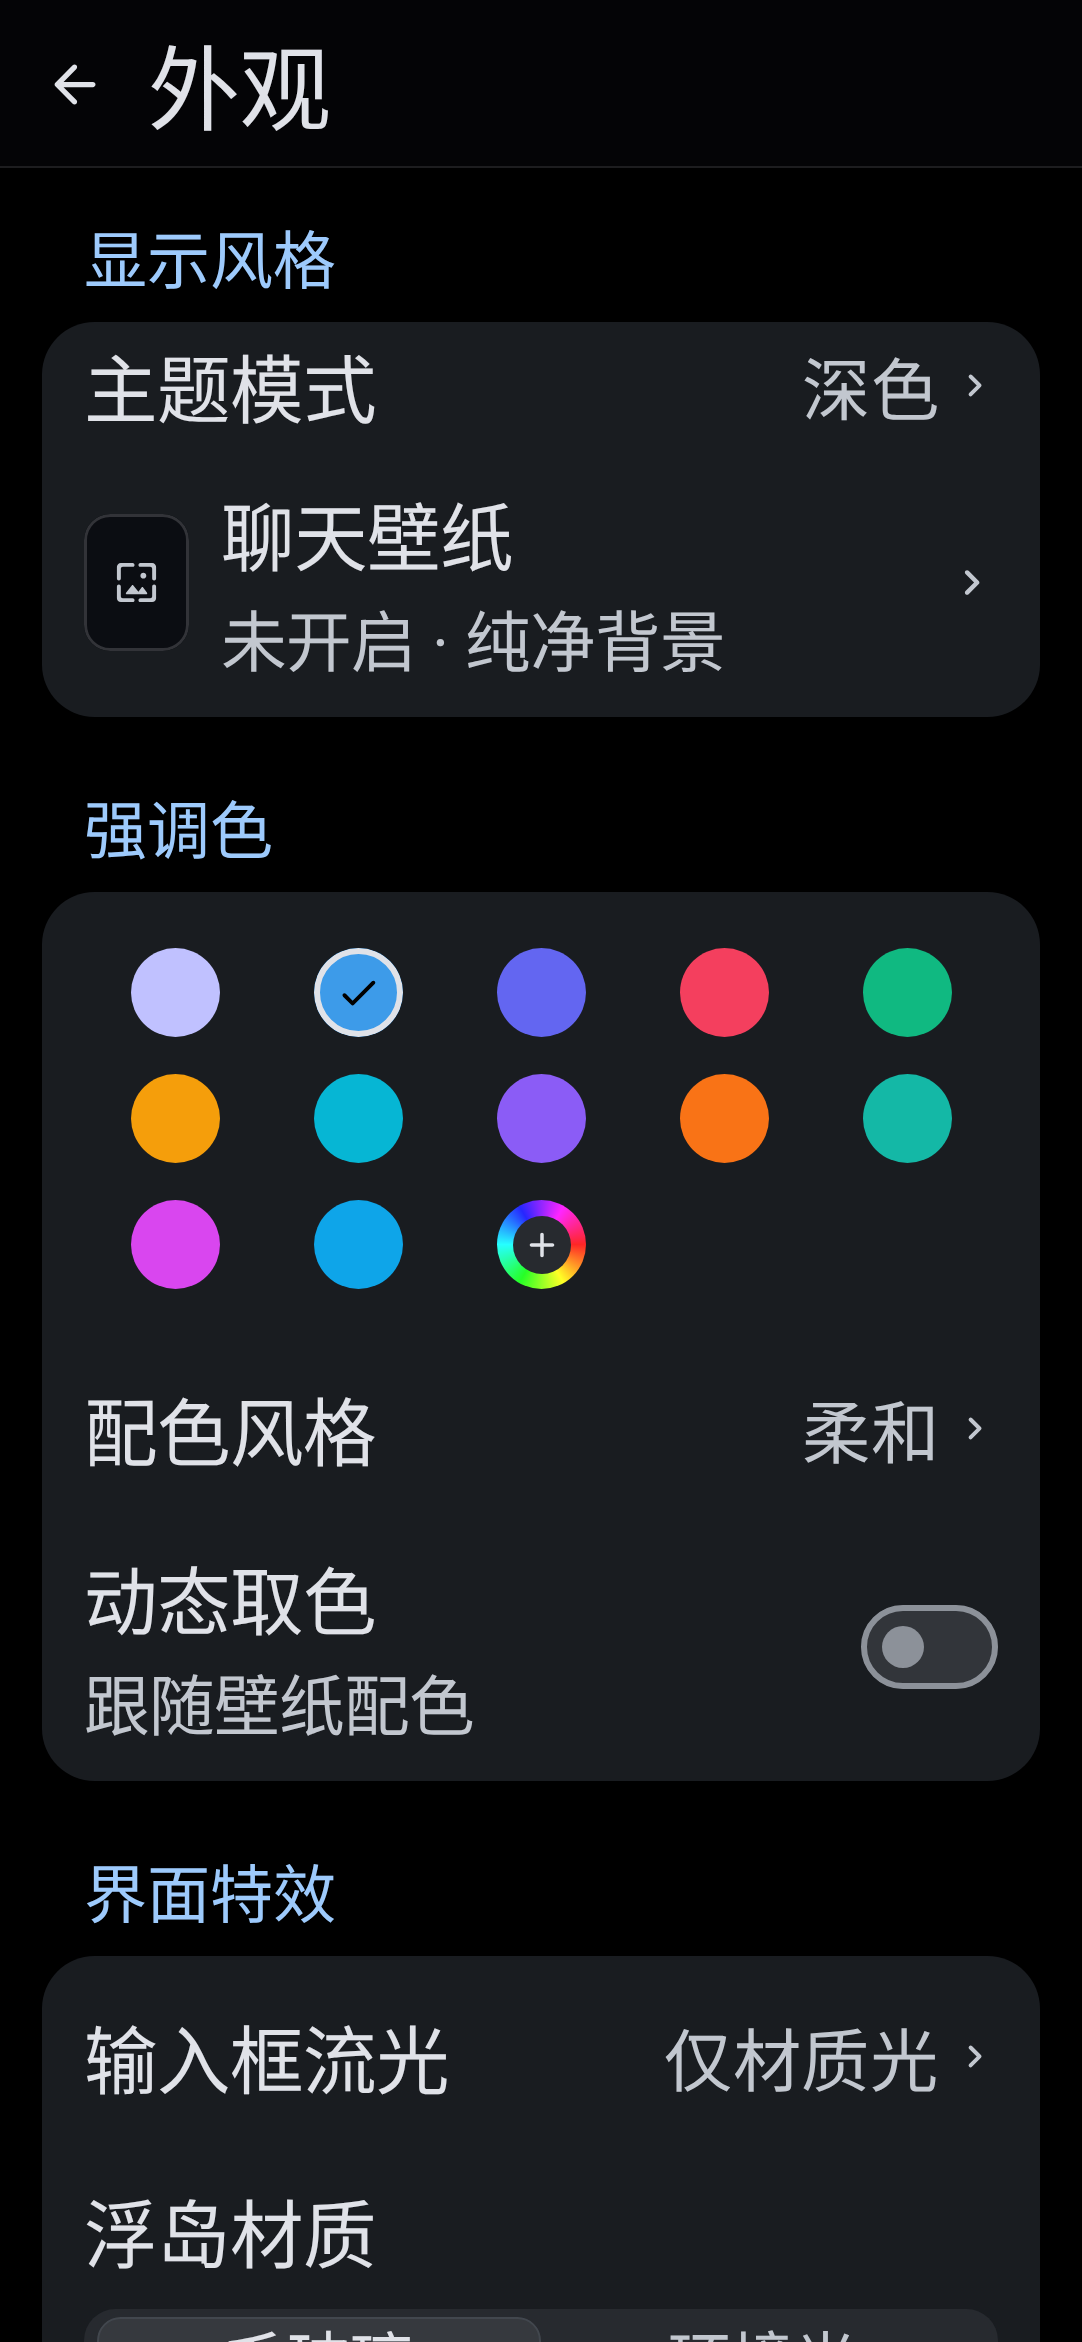 外观
显示风格
主题模式
深色
聊天壁纸
未开启 · 纯净背景
强调色
配色风格
柔和
动态取色
跟随壁纸配色
界面特效
输入框流光
仅材质光
浮岛材质